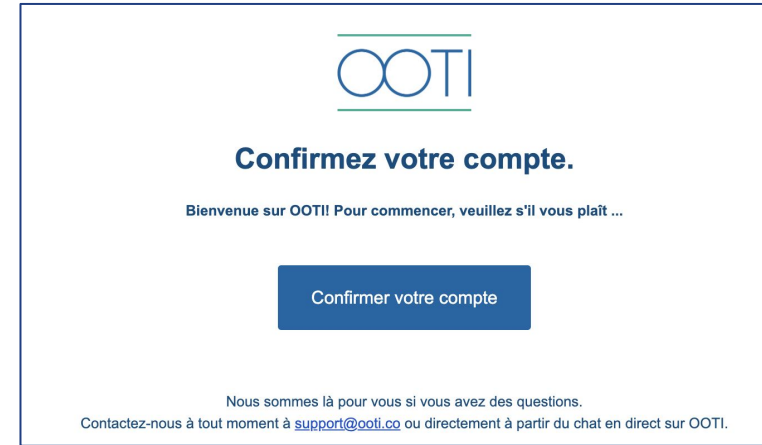 OOTI
Confirmez votre compte.
Bienvenue sur OOTI! Pour commencer, veuillez s'il vous plaît ...
Confirmer votre compte
Nous sommes là pour vous si vous avez des questions.
Contactez-nous à tout moment à support@ooti.co ou directement à partir du chat en direct sur OOTI.